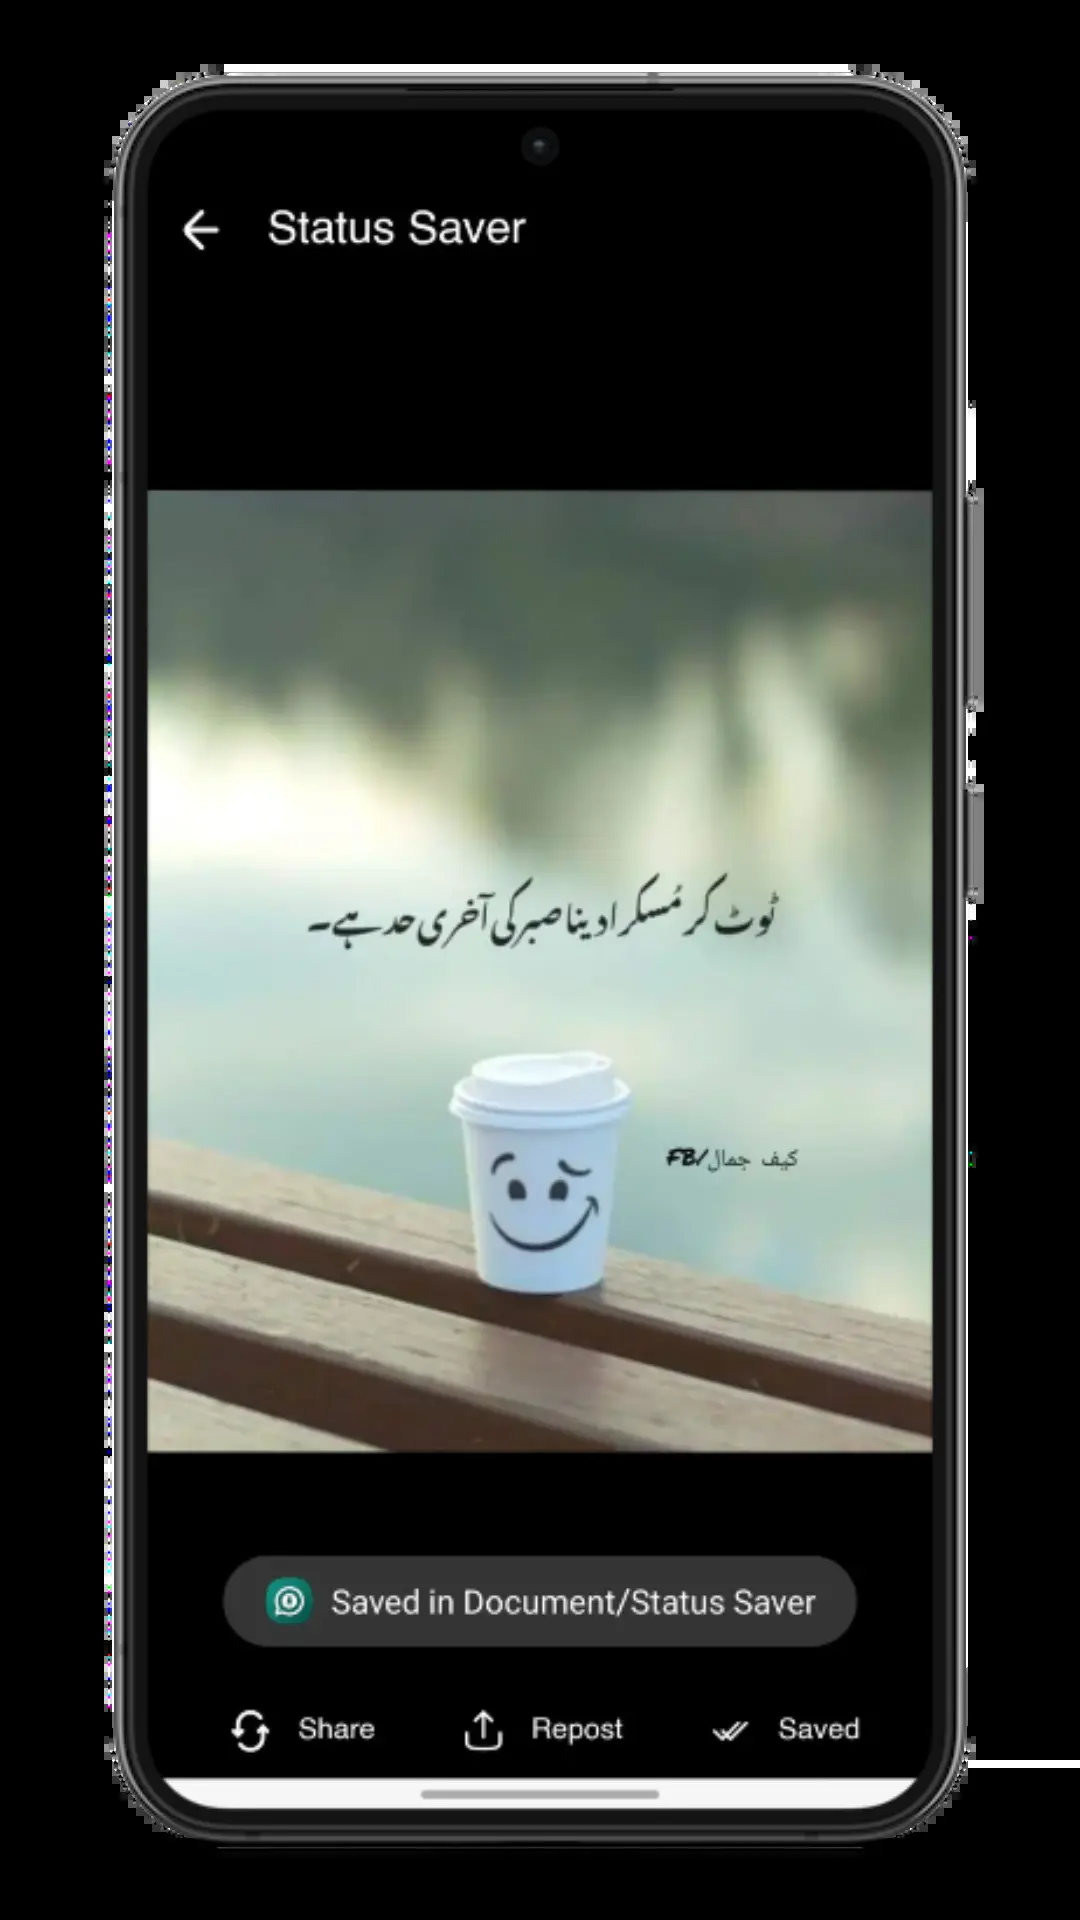 Status Saver
ٹوٹ کر مُسکرا دینا صبر کی آخری حد ہے۔
FB/کیف جمال
Saved in Document/Status Saver
Share
Repost
Saved